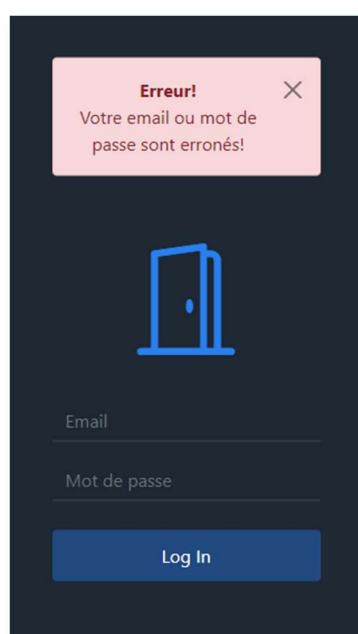 Erreur!
Votre email ou mot de
passe sont erronés!
Email
Mot de passe
Log In